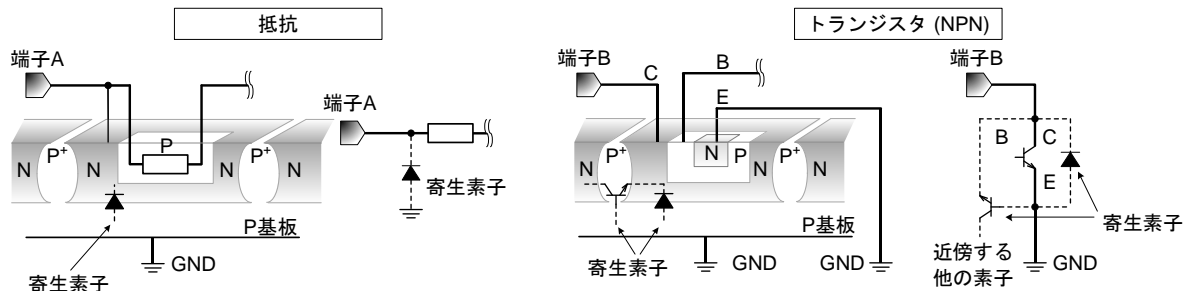 抵抗
端子A
N
P+
N
P
N
P+
N
P基板
寄生素子
GND
端子A
寄生素子
トランジスタ (NPN)
端子B
C
B
E
N
P+
N
N
P
N
P+
N
P基板
寄生素子
GND
GND
端子B
B
C
E
寄生素子
近傍する
他の素子
GND